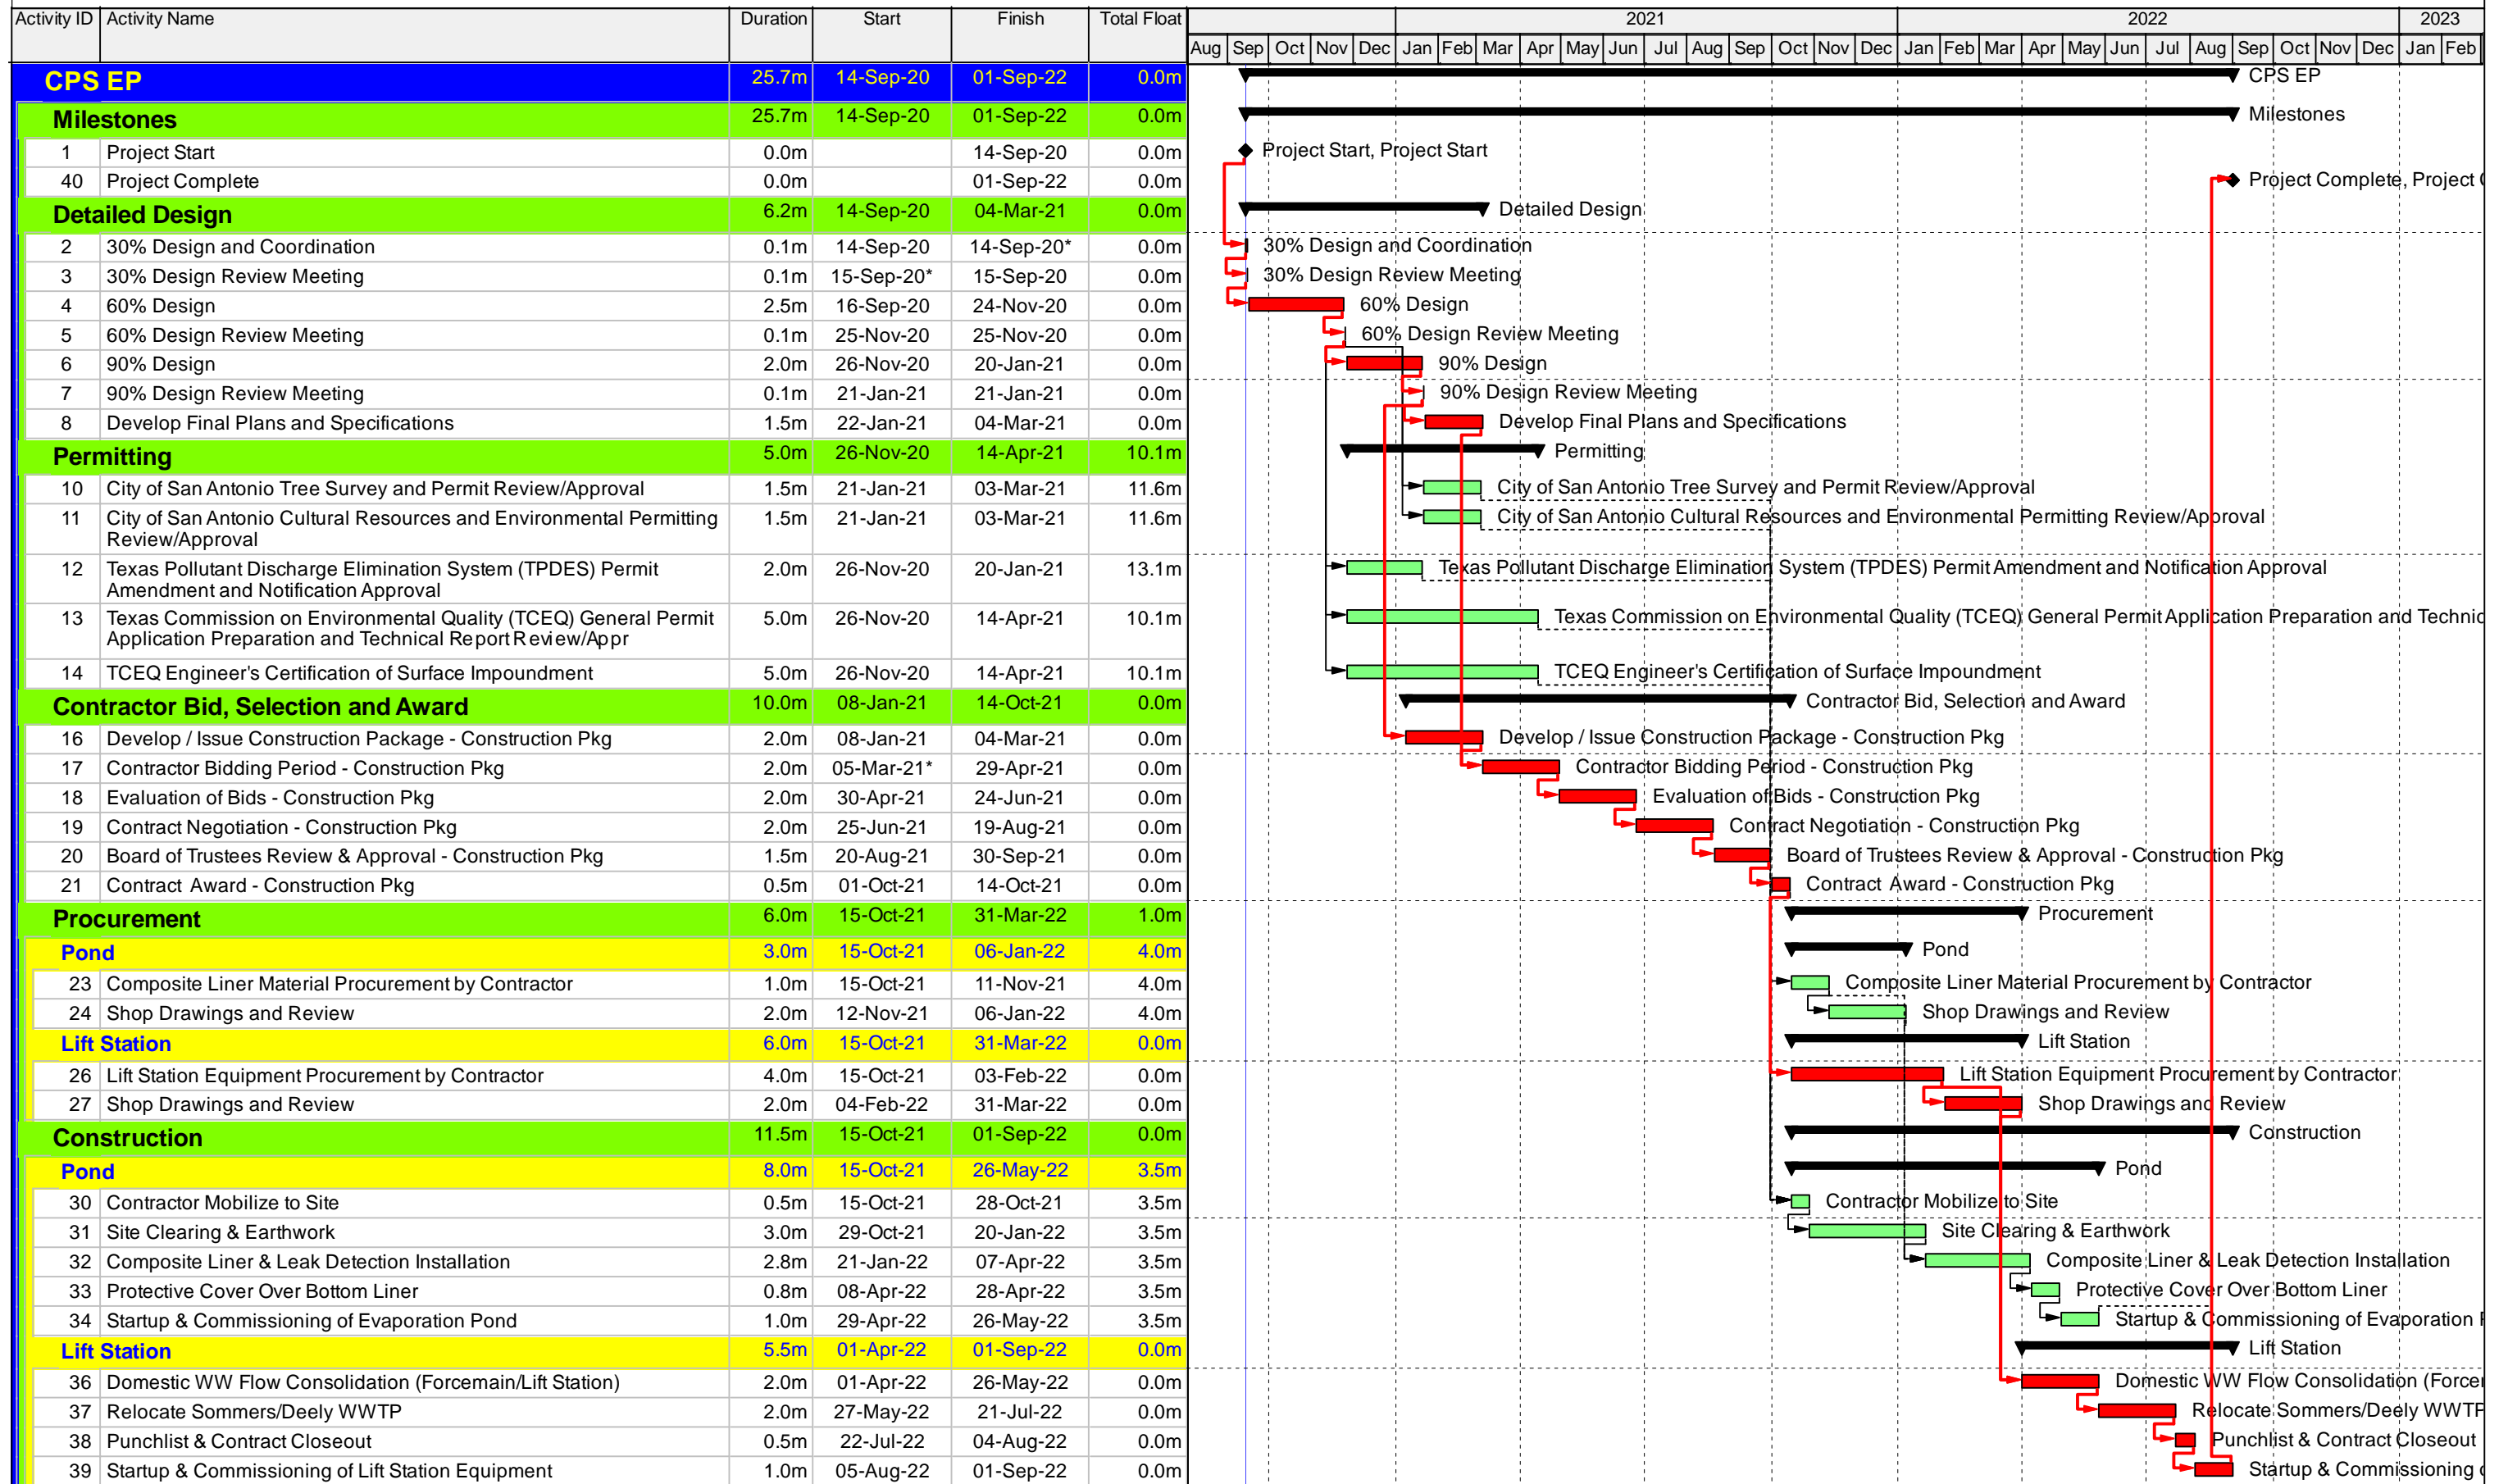 Activity ID Activity Name Duration Start Finish Total Float 2021 2022 2023
Aug Sep Oct Nov Dec Jan Feb Mar Apr May Jun Jul Aug Sep Oct Nov Dec Jan Feb Mar Apr May Jun Jul Aug Sep Oct Nov Dec Jan Feb
CPS EP 25.7m 14-Sep-20 01-Sep-22 0.0m CPS EP
Milestones 25.7m 14-Sep-20 01-Sep-22 0.0m Milestones
1 Project Start 0.0m 14-Sep-20 0.0m Project Start, Project Start
40 Project Complete 0.0m 01-Sep-22 0.0m Project Complete, Project
Detailed Design 6.2m 14-Sep-20 04-Mar-21 0.0m Detailed Design
2 30% Design and Coordination 0.1m 14-Sep-20 14-Sep-20* 0.0m 30% Design and Coordination
3 30% Design Review Meeting 0.1m 15-Sep-20* 15-Sep-20 0.0m 30% Design Review Meeting
4 60% Design 2.5m 16-Sep-20 24-Nov-20 0.0m 60% Design
5 60% Design Review Meeting 0.1m 25-Nov-20 25-Nov-20 0.0m 60% Design Review Meeting
6 90% Design 2.0m 26-Nov-20 20-Jan-21 0.0m 90% Design
7 90% Design Review Meeting 0.1m 21-Jan-21 21-Jan-21 0.0m 90% Design Review Meeting
8 Develop Final Plans and Specifications 1.5m 22-Jan-21 04-Mar-21 0.0m Develop Final Plans and Specifications
Permitting 5.0m 26-Nov-20 14-Apr-21 10.1m Permitting
10 City of San Antonio Tree Survey and Permit Review/Approval 1.5m 21-Jan-21 03-Mar-21 11.6m City of San Antonio Tree Survey and Permit Review/Approval
11 City of San Antonio Cultural Resources and Environmental Permitting 1.5m 21-Jan-21 03-Mar-21 11.6m City of San Antonio Cultural Resources and Environmental Permitting Review/Approval
Review/Approval
12 Texas Pollutant Discharge Elimination System (TPDES) Permit 2.0m 26-Nov-20 20-Jan-21 13.1m Texas Pollutant Discharge Elimination System (TPDES) Permit Amendment and Notification Approval
Amendment and Notification Approval
13 Texas Commission on Environmental Quality (TCEQ) General Permit 5.0m 26-Nov-20 14-Apr-21 10.1m Texas Commission on Environmental Quality (TCEQ) General Permit Application Preparation and Technic
Application Preparation and Technical Report Review/Appr
14 TCEQ Engineer's Certification of Surface Impoundment 5.0m 26-Nov-20 14-Apr-21 10.1m TCEQ Engineer's Certification of Surface Impoundment
Contractor Bid, Selection and Award 10.0m 08-Jan-21 14-Oct-21 0.0m Contractor Bid, Selection and Award
16 Develop / Issue Construction Package - Construction Pkg 2.0m 08-Jan-21 04-Mar-21 0.0m Develop / Issue Construction Package - Construction Pkg
17 Contractor Bidding Period - Construction Pkg 2.0m 05-Mar-21* 29-Apr-21 0.0m Contractor Bidding Period - Construction Pkg
18 Evaluation of Bids - Construction Pkg 2.0m 30-Apr-21 24-Jun-21 0.0m Evaluation of Bids - Construction Pkg
19 Contract Negotiation - Construction Pkg 2.0m 25-Jun-21 19-Aug-21 0.0m Contract Negotiation - Construction Pkg
20 Board of Trustees Review & Approval - Construction Pkg 1.5m 20-Aug-21 30-Sep-21 0.0m Board of Trustees Review & Approval - Construction Pkg
21 Contract Award - Construction Pkg 0.5m 01-Oct-21 14-Oct-21 0.0m Contract Award - Construction Pkg
Procurement 6.0m 15-Oct-21 31-Mar-22 1.0m Procurement
Pond 3.0m 15-Oct-21 06-Jan-22 4.0m Pond
23 Composite Liner Material Procurement by Contractor 1.0m 15-Oct-21 11-Nov-21 4.0m Composite Liner Material Procurement by Contractor
24 Shop Drawings and Review 2.0m 12-Nov-21 06-Jan-22 4.0m Shop Drawings and Review
Lift Station 6.0m 15-Oct-21 31-Mar-22 0.0m Lift Station
26 Lift Station Equipment Procurement by Contractor 4.0m 15-Oct-21 03-Feb-22 0.0m Lift Station Equipment Procurement by Contractor
27 Shop Drawings and Review 2.0m 04-Feb-22 31-Mar-22 0.0m Shop Drawings and Review
Construction 11.5m 15-Oct-21 01-Sep-22 0.0m Construction
Pond 8.0m 15-Oct-21 26-May-22 3.5m Pond
30 Contractor Mobilize to Site 0.5m 15-Oct-21 28-Oct-21 3.5m Contractor Mobilize to Site
31 Site Clearing & Earthwork 3.0m 29-Oct-21 20-Jan-22 3.5m Site Clearing & Earthwork
32 Composite Liner & Leak Detection Installation 2.8m 21-Jan-22 07-Apr-22 3.5m Composite Liner & Leak Detection Installation
33 Protective Cover Over Bottom Liner 0.8m 08-Apr-22 28-Apr-22 3.5m Protective Cover Over Bottom Liner
34 Startup & Commissioning of Evaporation Pond 1.0m 29-Apr-22 26-May-22 3.5m Startup & Commissioning of Evaporation
Lift Station 5.5m 01-Apr-22 01-Sep-22 0.0m Lift Station
36 Domestic WW Flow Consolidation (Forcemain/Lift Station) 2.0m 01-Apr-22 26-May-22 0.0m Domestic WW Flow Consolidation (Forcer
37 Relocate Sommers/Deely WWTP 2.0m 27-May-22 21-Jul-22 0.0m Relocate Sommers/Deely WWTP
38 Punchlist & Contract Closeout 0.5m 22-Jul-22 04-Aug-22 0.0m Punchlist & Contract Closeout
39 Startup & Commissioning of Lift Station Equipment 1.0m 05-Aug-22 01-Sep-22 0.0m Startup & Commissioning